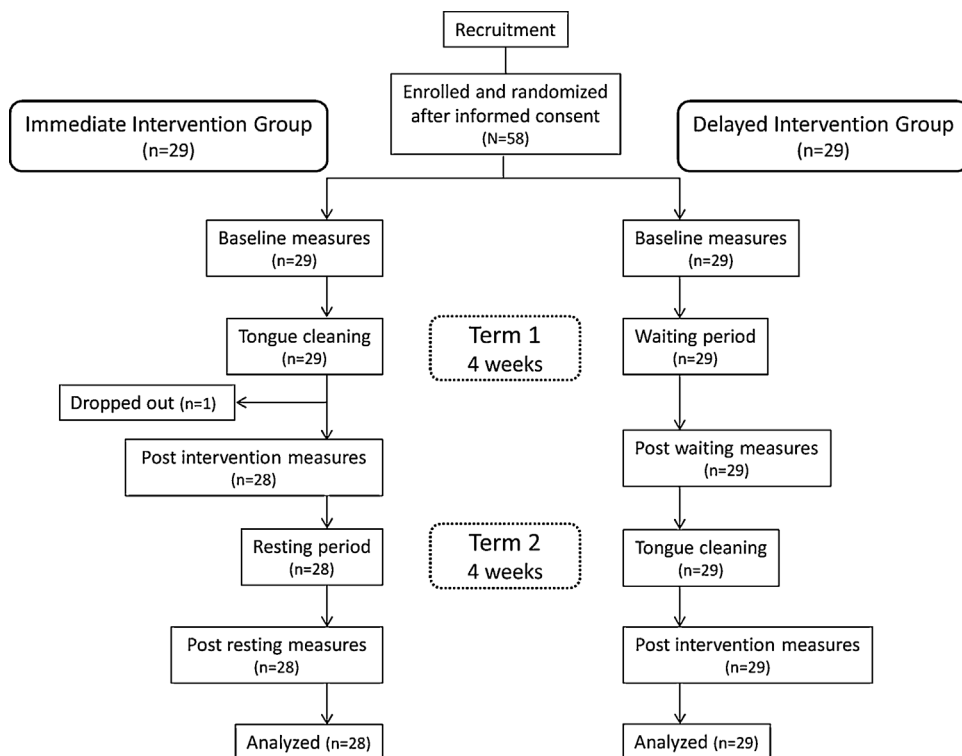 Recruitment
Enrolled and randomized
after informed consent
(N=58)
Immediate Intervention Group
(n=29)
Delayed Intervention Group
(n=29)
Baseline measures
(n=29)
Baseline measures
(n=29)
Tongue cleaning
(n=29)
Term 1
4 weeks
Waiting period
(n=29)
Dropped out (n=1)
Post intervention measures
(n=28)
Post waiting measures
(n=29)
Resting period
(n=28)
Term 2
4 weeks
Tongue cleaning
(n=29)
Post resting measures
(n=28)
Post intervention measures
(n=29)
Analyzed (n=28)
Analyzed (n=29)